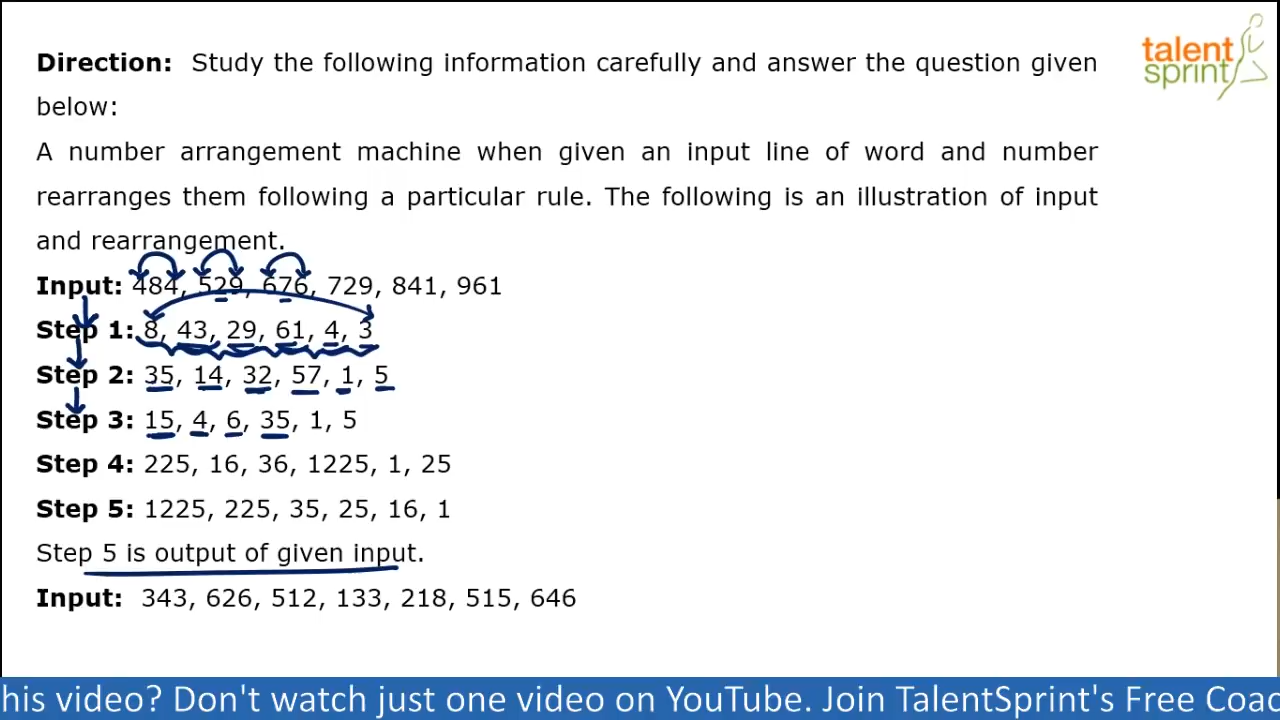 talent
sprint
Direction: Study the following information carefully and answer the question given
below:
A number arrangement machine when given an input line of word and number
rearranges them following a particular rule. The following is an illustration of input
and rearrangement.
Input: 484, 529, 676, 729, 841, 961
Step 1: 8, 43, 29, 61, 4, 3
Step 2: 35, 14, 32, 57, 1, 5
Step 3: 15, 4, 6, 35, 1, 5
Step 4: 225, 16, 36, 1225, 1, 25
Step 5: 1225, 225, 35, 25, 16, 1
Step 5 is output of given input.
Input: 343, 626, 512, 133, 218, 515, 646
his video? Don't watch just one video on YouTube. Join TalentSprint's Free Coac